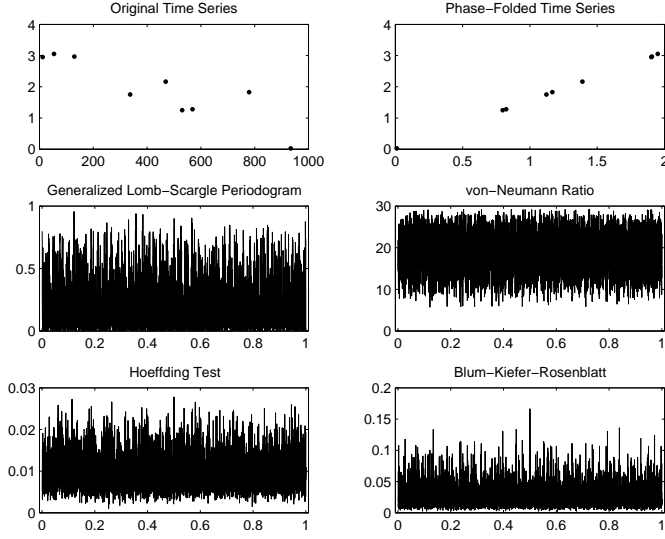 Original Time Series
4
3
2
1
0
0 200 400 600 800 1000
Phase−Folded Time Series
4
3
2
1
0
0 0.5 1 1.5 2
Generalized Lomb−Scargle Periodogram
1
0.5
0
0 0.2 0.4 0.6 0.8 1
von−Neumann Ratio
30
20
10
0
0 0.2 0.4 0.6 0.8 1
Hoeffding Test
0.03
0.02
0.01
0
0 0.2 0.4 0.6 0.8 1
Blum−Kiefer−Rosenblatt
0.2
0.15
0.1
0.05
0
0 0.2 0.4 0.6 0.8 1